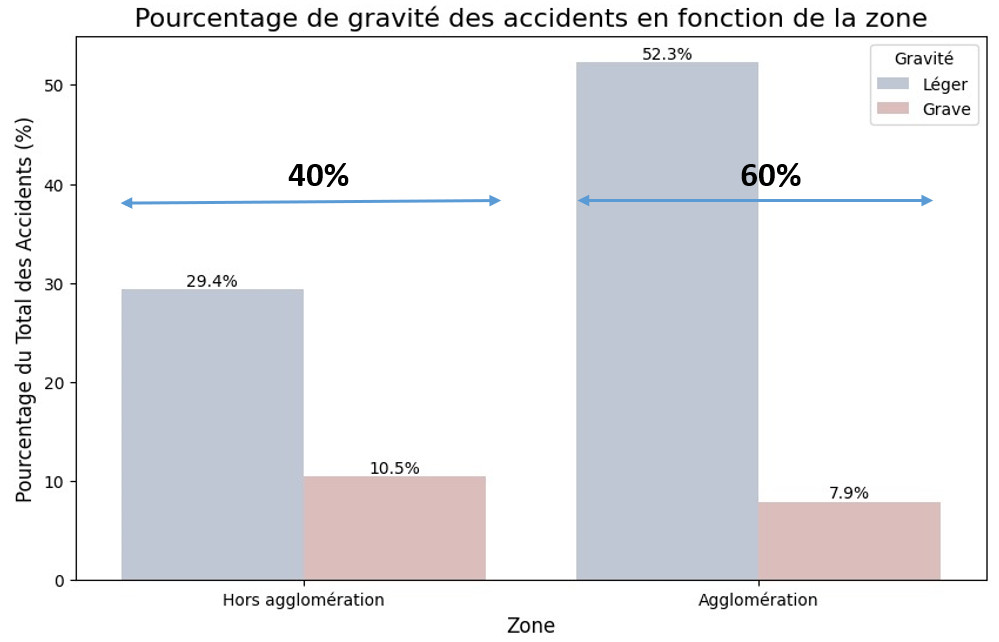 Pourcentage de gravité des accidents en fonction de la zone
Pourcentage du Total des Accidents (%)
50
40
30
20
10
0
52.3%
Gravité
Léger
Grave
40%
60%
29.4%
10.5%
7.9%
Hors agglomération
Agglomération
Zone